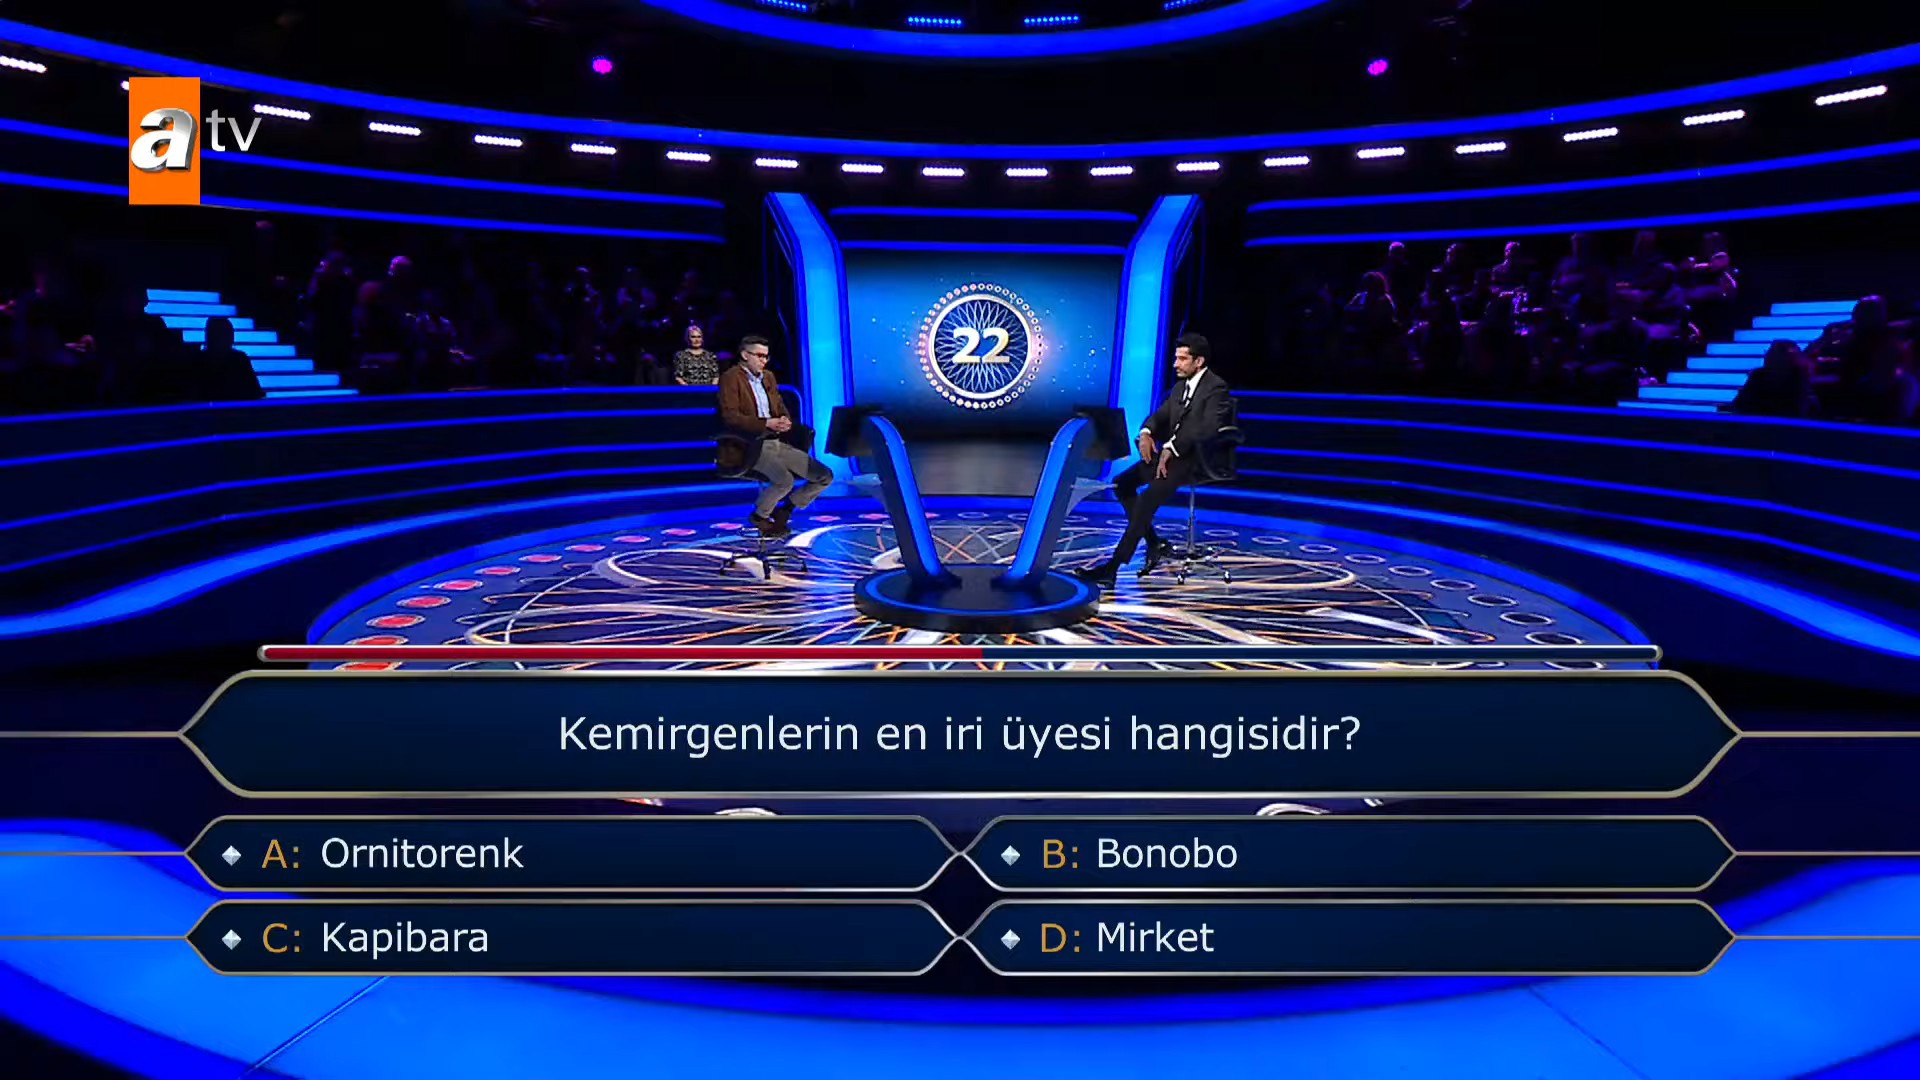 atv
22
Kemirgenlerin en iri üyesi hangisidir?
A: Ornitorenk
B: Bonobo
C: Kapibara
D: Mirket